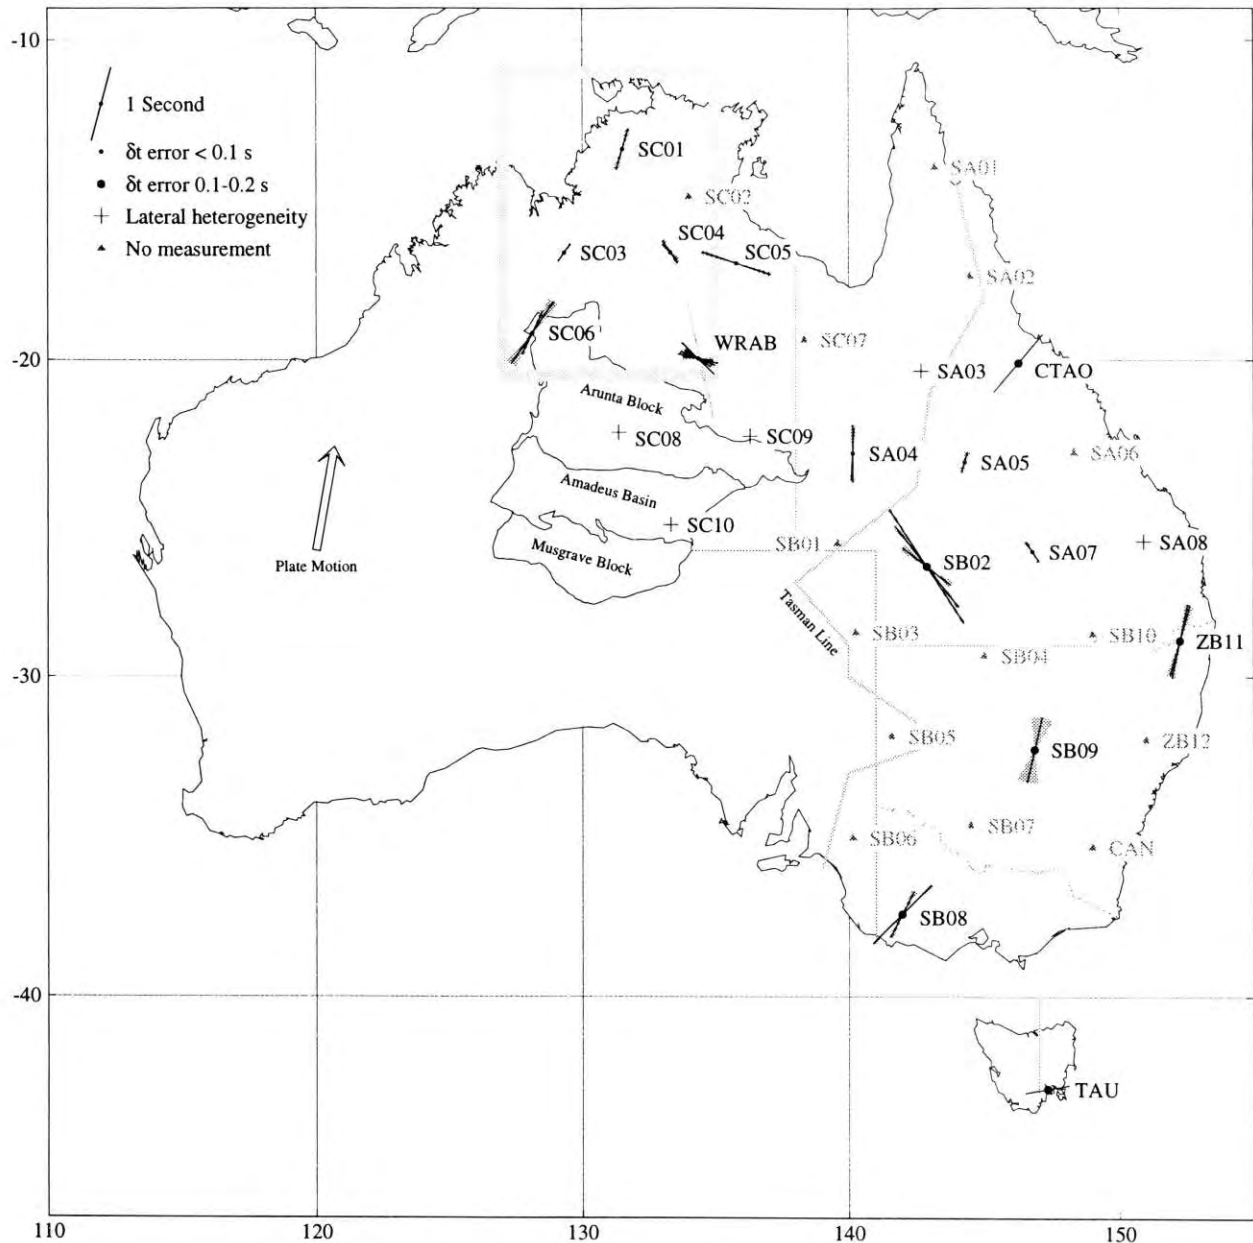 -10
1 Second
δt error < 0.1 s
δt error 0.1-0.2 s
Lateral heterogeneity
No measurement
SC01
SA01
SC02
SC03
SC04
SC05
SA02
SC06
WRAB
SC07
-20
SA03
CTAO
Arunta Block
SC08
SC09
SA04
SA05
SA06
Amadeus Basin
SC10
SB01
SB02
SA07
SA08
Musgrave Block
Plate Motion
Tasman Line
SB03
SB04
SB10
ZB11
-30
SB05
SB09
ZB12
SB06
SB07
CAN
SB08
-40
TAU
110
120
130
140
150